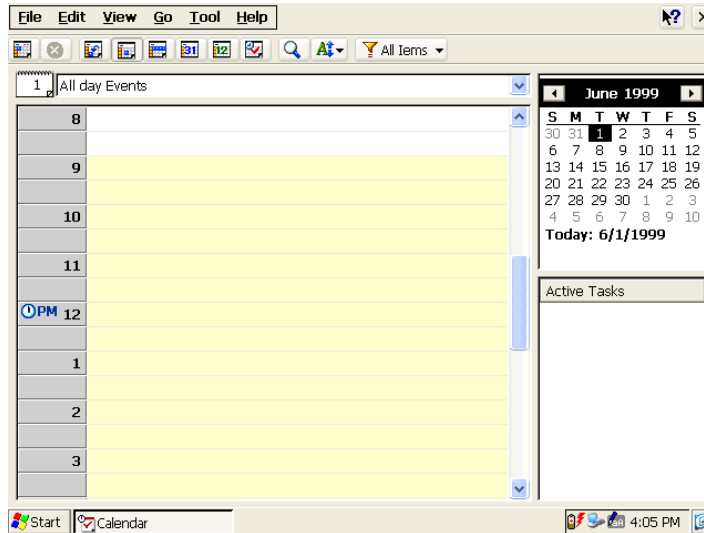 File Edit View Go Tool Help
31 12 A All Iems
1 All day Events
8
9
10
11
PM 12
1
2
3
June 1999
S M T W T F S
30 31 1 2 3 4 5
6 7 8 9 10 11 12
13 14 15 16 17 18 19
20 21 22 23 24 25 26
27 28 29 30 1 2 3
4 5 6 7 8 9 10
Today: 6/1/1999
Active Tasks
Start Calendar 4:05 PM